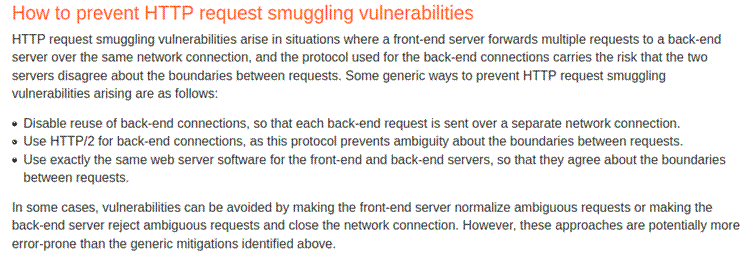 How to prevent HTTP request smuggling vulnerabilities
HTTP request smuggling vulnerabilities arise in situations where a front-end server forwards multiple requests to a back-end
server over the same network connection, and the protocol used for the back-end connections carries the risk that the two
servers disagree about the boundaries between requests. Some generic ways to prevent HTTP request smuggling
vulnerabilities arising are as follows:
• Disable reuse of back-end connections, so that each back-end request is sent over a separate network connection.
• Use HTTP/2 for back-end connections, as this protocol prevents ambiguity about the boundaries between requests.
• Use exactly the same web server software for the front-end and back-end servers, so that they agree about the boundaries
between requests.
In some cases, vulnerabilities can be avoided by making the front-end server normalize ambiguous requests or making the
back-end server reject ambiguous requests and close the network connection. However, these approaches are potentially more
error-prone than the generic mitigations identified above.